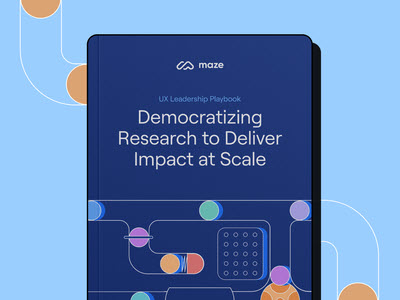 maze
UX Leadership Playbook
Democratizing
Research to Deliver
Impact at Scale